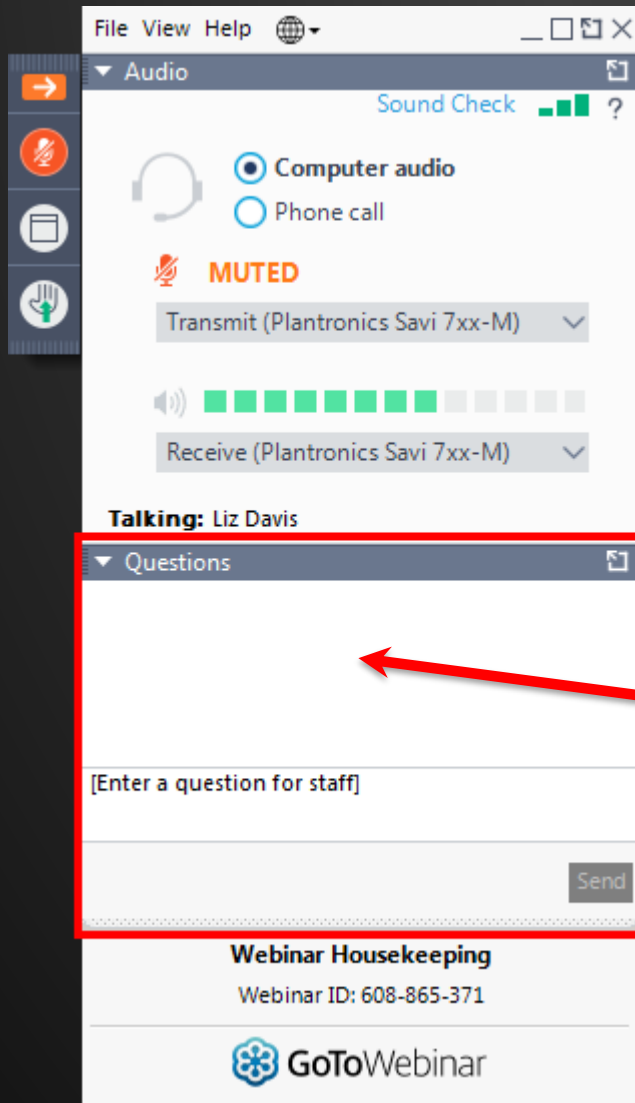 File View Help
Audio
Sound Check ?
Computer audio
Phone call
MUTED
Transmit (Plantronics Savi 7xx-M)
Receive (Plantronics Savi 7xx-M)
Talking: Liz Davis
Questions
[Enter a question for staff]
Send
Webinar Housekeeping
Webinar ID: 608-865-371
GoToWebinar